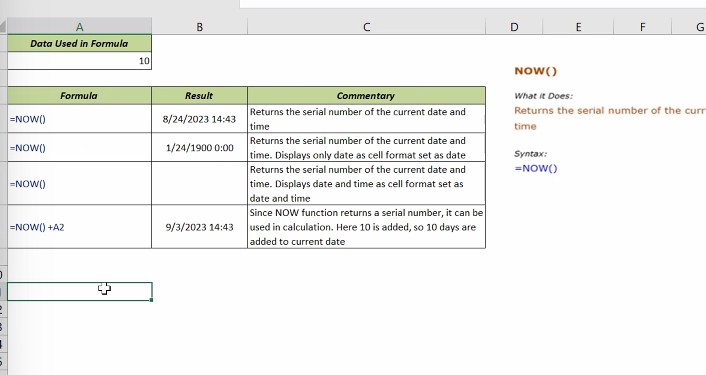 A B C D E F G
Data Used in Formula
10
Formula Result Commentary
=NOW() 8/24/2023 14:43 Returns the serial number of the current date and
time
=NOW() 1/24/1900 0:00 Returns the serial number of the current date and
time. Displays only date as cell format set as date
=NOW() Returns the serial number of the current date and
time. Displays date and time as cell format set as
date and time
=NOW() +A2 9/3/2023 14:43 Since NOW function returns a serial number, it can be
used in calculation. Here 10 is added, so 10 days are
added to current date
NOW()
What it Does:
Returns the serial number of the curr
time
Syntax:
=NOW()